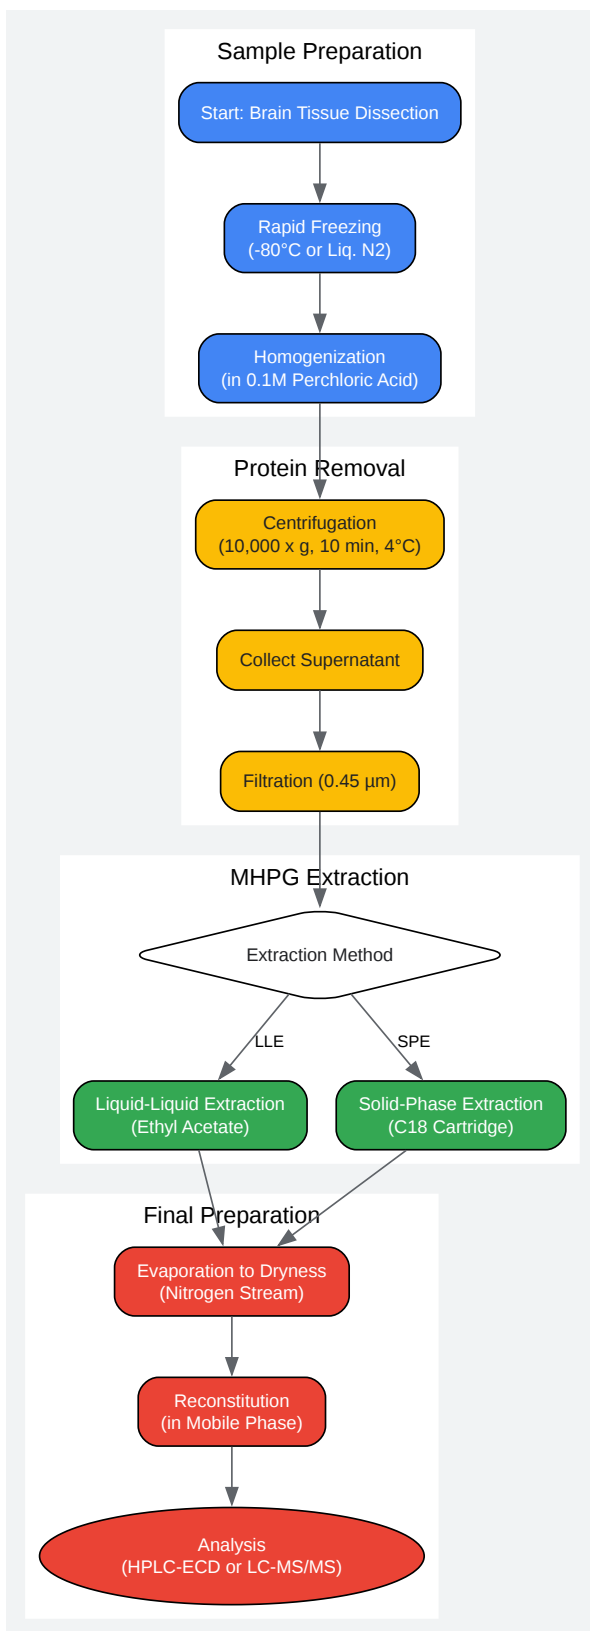 Sample Preparation
Start: Brain Tissue Dissection
Rapid Freezing
(-80°C or Liq. N2)
Homogenization
(in 0.1M Perchloric Acid)
Protein Removal
Centrifugation
(10,000 x g, 10 min, 4°C)
Collect Supernatant
Filtration (0.45 µm)
MHPG Extraction
Extraction Method
LLE
SPE
Liquid-Liquid Extraction
(Ethyl Acetate)
Solid-Phase Extraction
(C18 Cartridge)
Final Preparation
Evaporation to Dryness
(Nitrogen Stream)
Reconstitution
(in Mobile Phase)
Analysis
(HPLC-ECD or LC-MS/MS)